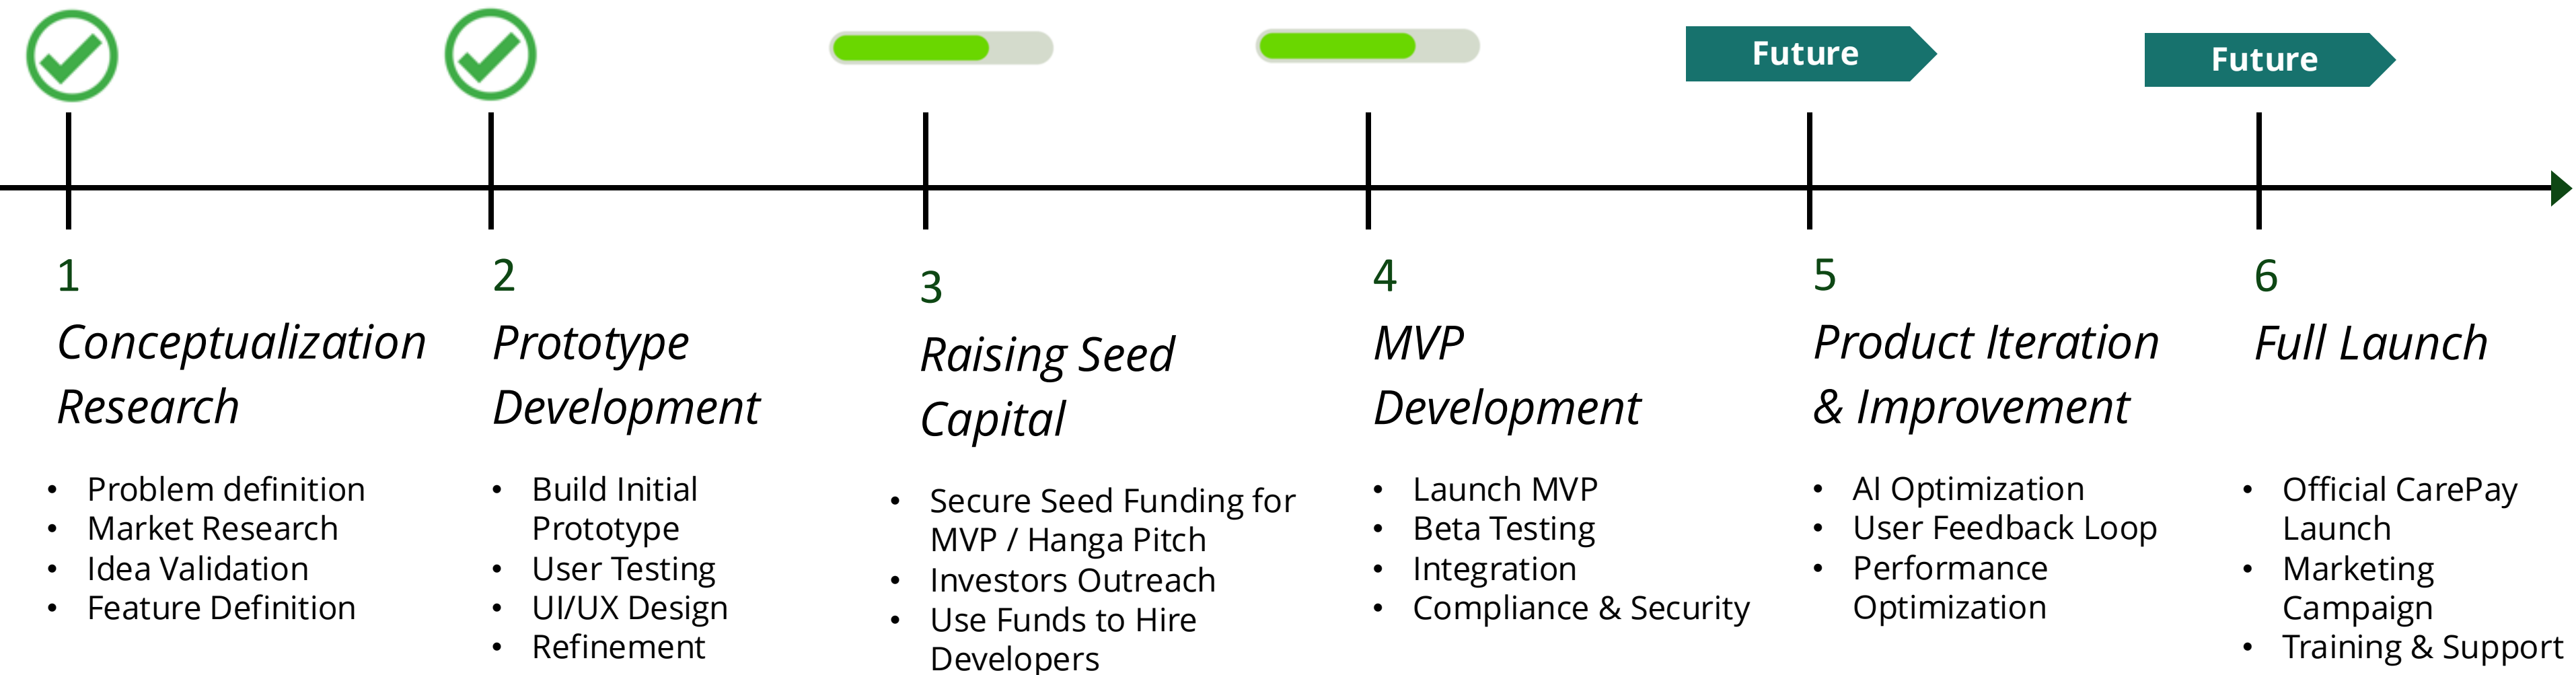 Future
Future
1
Conceptualization
Research
• Problem definition
• Market Research
• Idea Validation
• Feature Definition
2
Prototype
Development
• Build Initial
Prototype
• User Testing
• UI/UX Design
• Refinement
3
Raising Seed
Capital
• Secure Seed Funding for
MVP / Hanga Pitch
• Investors Outreach
• Use Funds to Hire
Developers
4
MVP
Development
• Launch MVP
• Beta Testing
• Integration
• Compliance & Security
5
Product Iteration
& Improvement
• AI Optimization
• User Feedback Loop
• Performance
Optimization
6
Full Launch
• Official CarePay
Launch
• Marketing
Campaign
• Training & Support